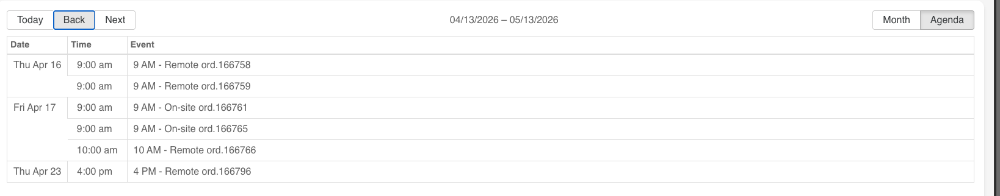 Today Back Next 04/13/2026 – 05/13/2026 Month Agenda
Date Time Event
Thu Apr 16 9:00 am 9 AM - Remote ord.166758
9:00 am 9 AM - Remote ord.166759
Fri Apr 17 9:00 am 9 AM - On-site ord.166761
9:00 am 9 AM - On-site ord.166765
10:00 am 10 AM - Remote ord.166766
Thu Apr 23 4:00 pm 4 PM - Remote ord.166796